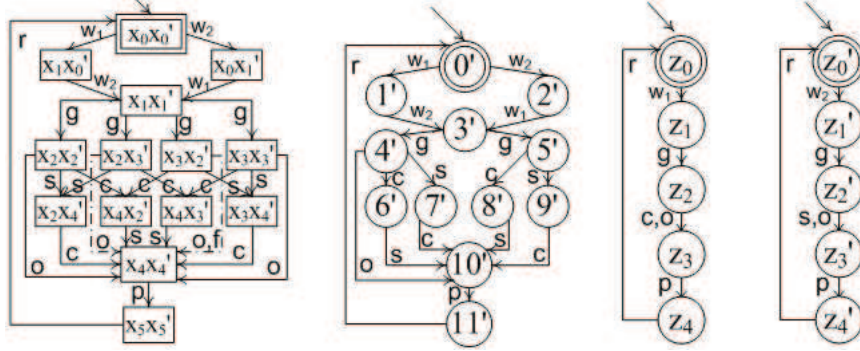 x₀x₀' 0' z₀ z₀'
r w₁ w₂ r w₁ w₂ r r
x₁x₀' x₀x₁' 1' 2' w₁ w₂
w₂ w₁ w₂ w₁
x₁x₁' 3' z₁ z₁'
g g g g g g g g
x₂x₂' x₂x₃' x₃x₂' x₃x₃' 4' 5' z₂ z₂'
s s c c c s s c s c s c,o s,o
x₂x₄' x₄x₂' x₄x₃' x₃x₄' 6' 7' 8' 9' z₃ z₃'
o c o s s o,f c o o s c s c
x₄x₄' 10'
p p p p
x₅x₅' 11' z₄ z₄'